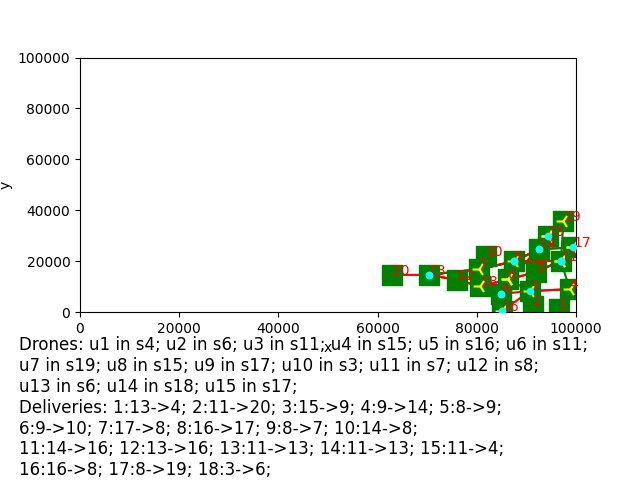 100000
80000
60000
40000
20000
0
y
19
17
10
20
3
0
20000
40000
60000
80000
100000
x
Drones: u1 in s4; u2 in s6; u3 in s11; u4 in s15; u5 in s16; u6 in s11;
u7 in s19; u8 in s15; u9 in s17; u10 in s3; u11 in s7; u12 in s8;
u13 in s6; u14 in s18; u15 in s17;
Deliveries: 1:13->4; 2:11->20; 3:15->9; 4:9->14; 5:8->9;
6:9->10; 7:17->8; 8:16->17; 9:8->7; 10:14->8;
11:14->16; 12:13->16; 13:11->13; 14:11->13; 15:11->4;
16:16->8; 17:8->19; 18:3->6;